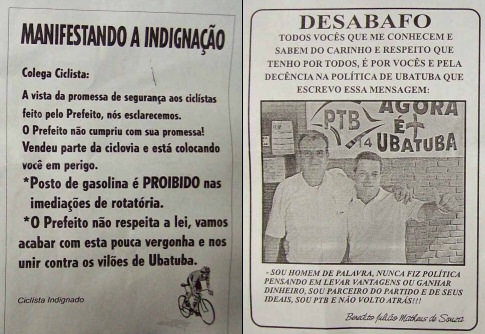 MANIFESTANDO A INDIGNAÇÃO
Colega Ciclista:
A vista da promessa de segurança aos ciclistas
feito pelo Prefeito, nós esclarecemos.
O Prefeito não cumpriu com sua promessa!
Vendeu parte da ciclovia e está colocando
você em perigo.
*Posto de gasolina é PROIBIDO nas
imediações de rotatória.
*O Prefeito não respeita a lei, vamos
acabar com esta pouca vergonha e nos
unir contra os vilões de Ubatuba.
Ciclista Indignado
DESABAFO
TODOS VOCÊS QUE ME CONHECEM E
SABEM DO CARINHO E RESPEITO QUE
TENHO POR TODOS, É POR VOCÊS E PELA
DECÊNCIA NA POLÍTICA DE UBATUBA QUE
ESCREVO ESSA MENSAGEM:
PTB
14
AGORA
É+
UBATUBA
- SOU HOMEM DE PALAVRA, NUNCA FIZ POLÍTICA
PENSANDO EM LEVAR VANTAGENS OU GANHAR
DINHEIRO, SOU PARCEIRO DO PARTIDO E DE SEUS
IDEAIS, SOU PTB E NÃO VOLTO ATRÁS!!!
Benedito Julião Matheus de Souza